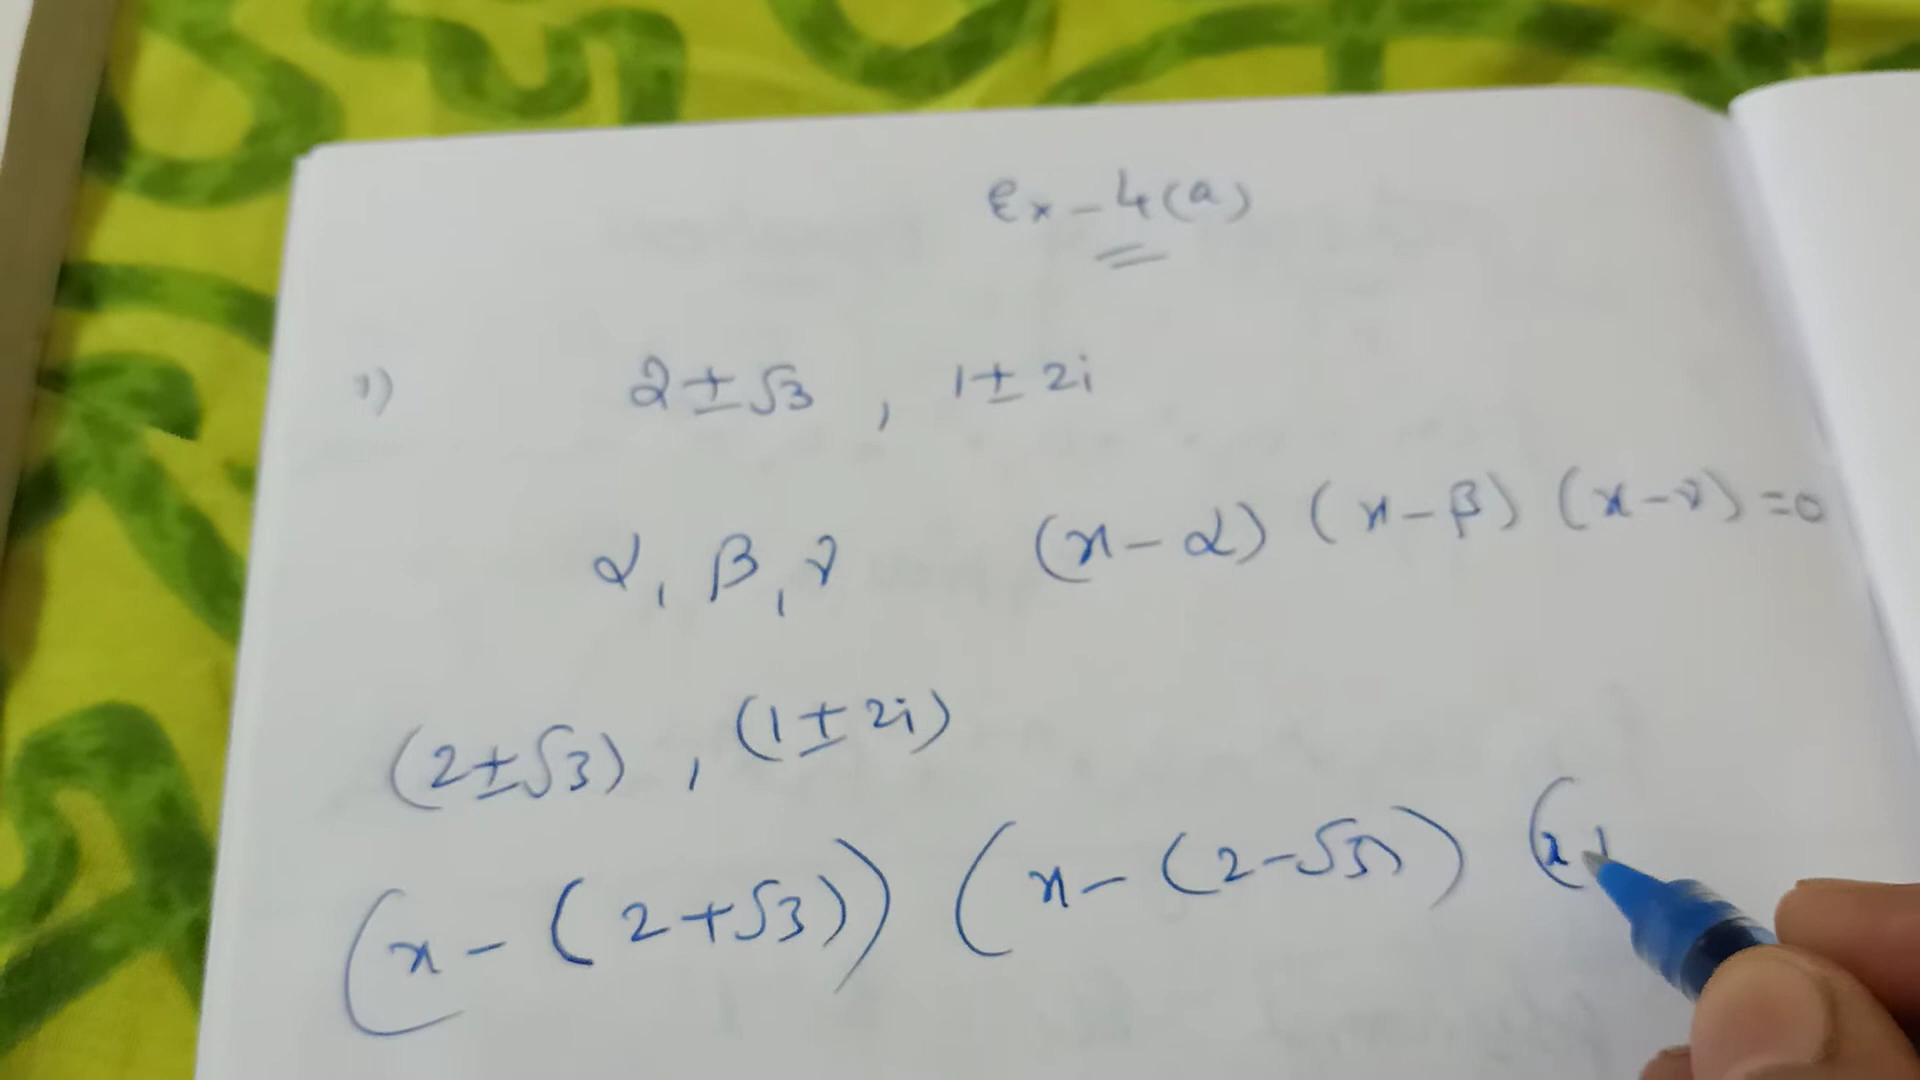 Ex - 4(a)
1) 2 ± √3 , 1 ± 2i
α, β, γ (x - α) (x - β) (x - γ) = 0
(2 ± √3) , (1 ± 2i)
(x - (2 + √3)) (x - (2 - √3)) (x